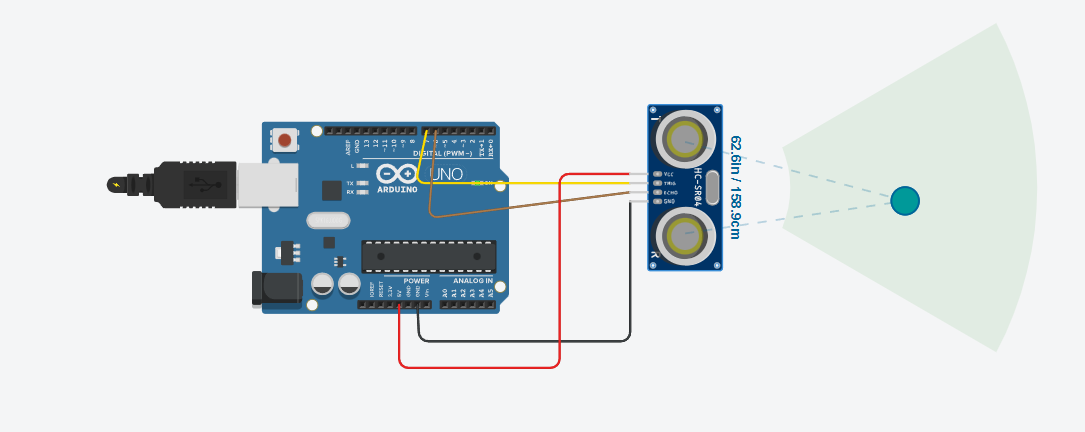 AREF
GND
13
12
~11
~10
~9
8
7
~6
~5
4
~3
2
TX→1
RX←0
DIGITAL (PWM~)
L
TX
RX
UNO
ARDUINO
POWER
ANALOG IN
IOREF
RESET
3.3V
5V
GND
GND
Vin
A0
A1
A2
A3
A4
A5
T
VCC
TRIG
ECHO
GND
HC-SR04
R
62.6in / 158.9cm